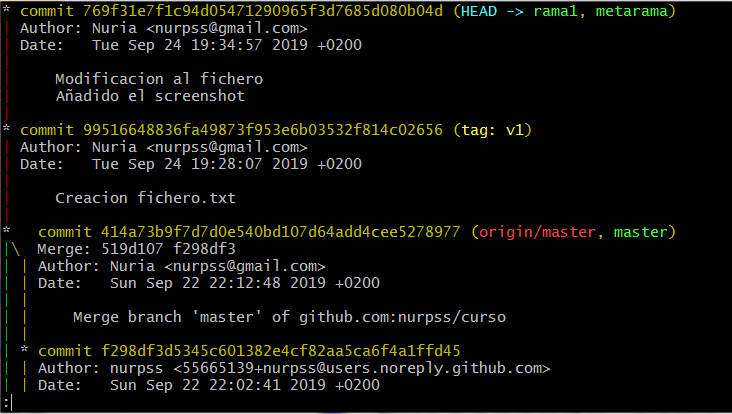 * commit 769f31e7f1c94d05471290965f3d7685d080b04d (HEAD -> rama1, metarama)
| Author: Nuria <nurpss@gmail.com>
| Date:   Tue Sep 24 19:34:57 2019 +0200
|
|     Modificacion al fichero
|     Añadido el screenshot
|
* commit 99516648836fa49873f953e6b03532f814c02656 (tag: v1)
| Author: Nuria <nurpss@gmail.com>
| Date:   Tue Sep 24 19:28:07 2019 +0200
|
|     Creacion fichero.txt
|
*   commit 414a73b9f7d7d0e540bd107d64add4cee5278977 (origin/master, master)
|\  Merge: 519d107 f298df3
| | Author: Nuria <nurpss@gmail.com>
| | Date:   Sun Sep 22 22:12:48 2019 +0200
| |
| |     Merge branch 'master' of github.com:nurpss/curso
| |
| * commit f298df3d5345c601382e4cf82aa5ca6f4a1ffd45
| | Author: nurpss <55665139+nurpss@users.noreply.github.com>
| | Date:   Sun Sep 22 22:02:41 2019 +0200
: